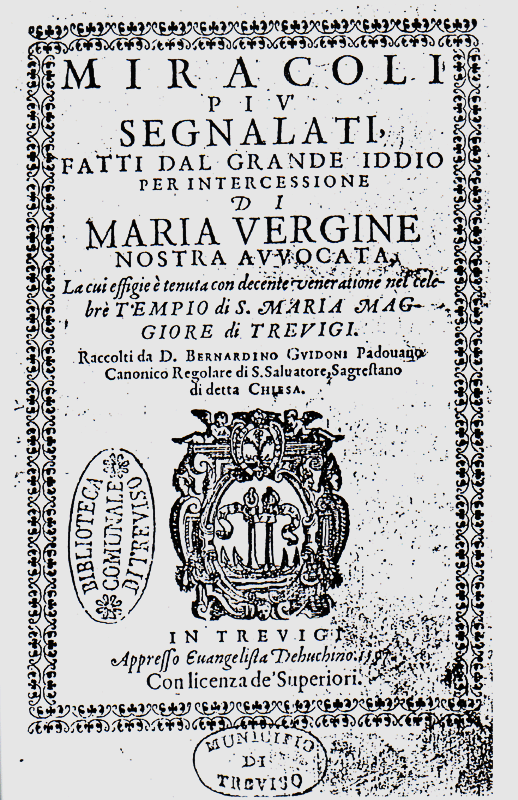 MIRACOLI
PIV'
SEGNALATI,
FATTI DAL GRANDE IDDIO
PER INTERCESSIONE
DI
MARIA VERGINE
NOSTRA AVVOCATA,
La cui effigie è tenuta con decente veneratione nel cele-
brè TEMPIO di S. MARIA MAG-
GIORE di TREVIGI.
Raccolti da D. BERNARDINO GVIDONI Padouano
Canonico Regolare di S. Saluatore, Sagrestano
di detta CHIESA.
BIBLIOTECA
COMUNALE
DI TREVISO
IN TREVIGI
Appresso Euangelista Dehuchino.
Con licenza de' Superiori.
MUNICIPIO
DI
TREVISO